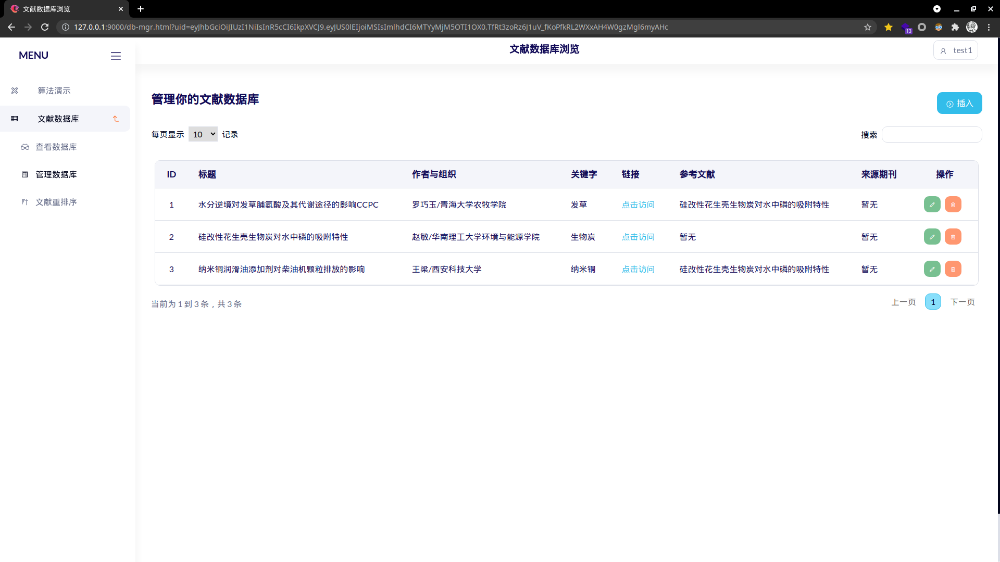 文献数据库浏览
127.0.0.1:9000/db-mgr.html?uid=eyJhbGciOiJIUzI1NiIsInR5cCI6IkpXVCJ9.eyJUS0lEIjoiMSIsImlhdCI6MTYyMjM5OTI1OX0.TfRt3zoRz6J1uV_fKoPfkRL2WXxAH4W0gzMgl6myAHc
13
MENU
文献数据库浏览
test1
算法演示
文献数据库
查看数据库
管理数据库
文献重排序
管理你的文献数据库
插入
每页显示 10 记录
搜索
ID 标题 作者与组织 关键字 链接 参考文献 来源期刊 操作
1 水分逆境对发草脯氨酸及其代谢途径的影响CCPC 罗巧玉/青海大学农牧学院 发草 点击访问 硅改性花生壳生物炭对水中磷的吸附特性 暂无
2 硅改性花生壳生物炭对水中磷的吸附特性 赵敏/华南理工大学环境与能源学院 生物炭 点击访问 暂无 暂无
3 纳米铜润滑油添加剂对柴油机颗粒排放的影响 王梁/西安科技大学 纳米铜 点击访问 硅改性花生壳生物炭对水中磷的吸附特性 暂无
当前为 1 到 3 条，共 3 条
上一页 1 下一页